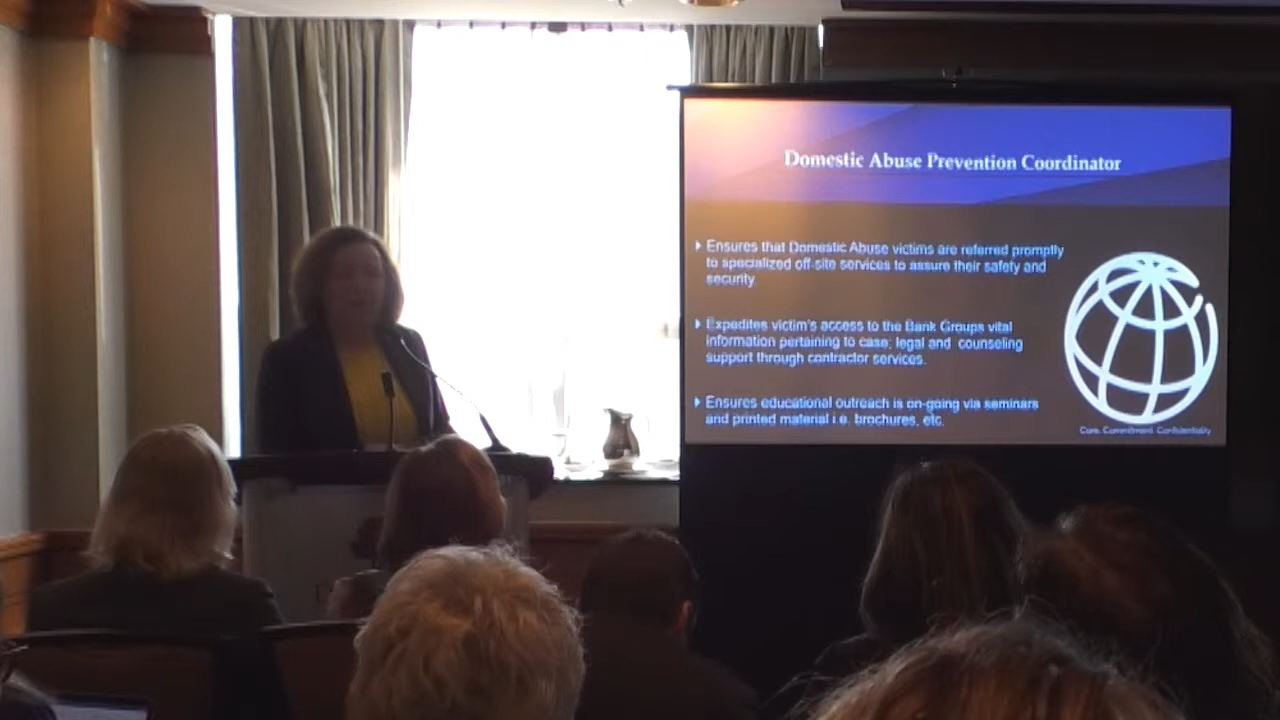 Domestic Abuse Prevention Coordinator
Ensures that Domestic Abuse victims are referred promptly
to specialized off-site services to assure their safety and
security.
Expedites victim's access to the Bank Groups vital
information pertaining to case; legal and counseling
support through contractor services.
Ensures educational outreach is on-going via seminars
and printed material i.e. brochures, etc.
Care. Commitment. Confidentiality